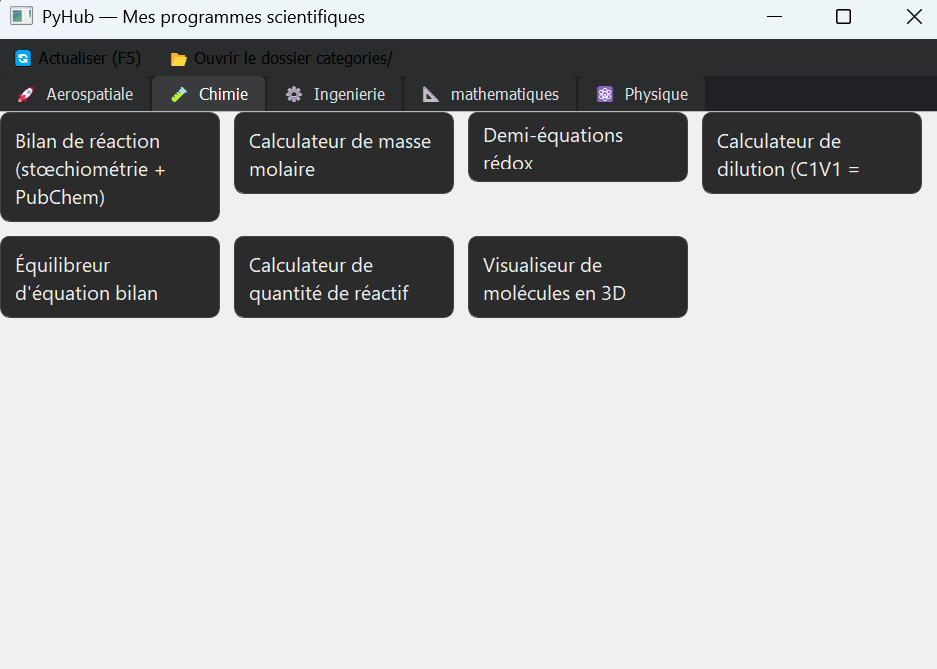 PyHub — Mes programmes scientifiques
Actualiser (F5) Ouvrir le dossier categories/
Aerospatiale Chimie Ingenierie mathematiques Physique
Bilan de réaction
(stœchiométrie +
PubChem)
Calculateur de masse
molaire
Demi-équations
rédox
Calculateur de
dilution (C1V1 =
Équilibreur
d'équation bilan
Calculateur de
quantité de réactif
Visualiseur de
molécules en 3D